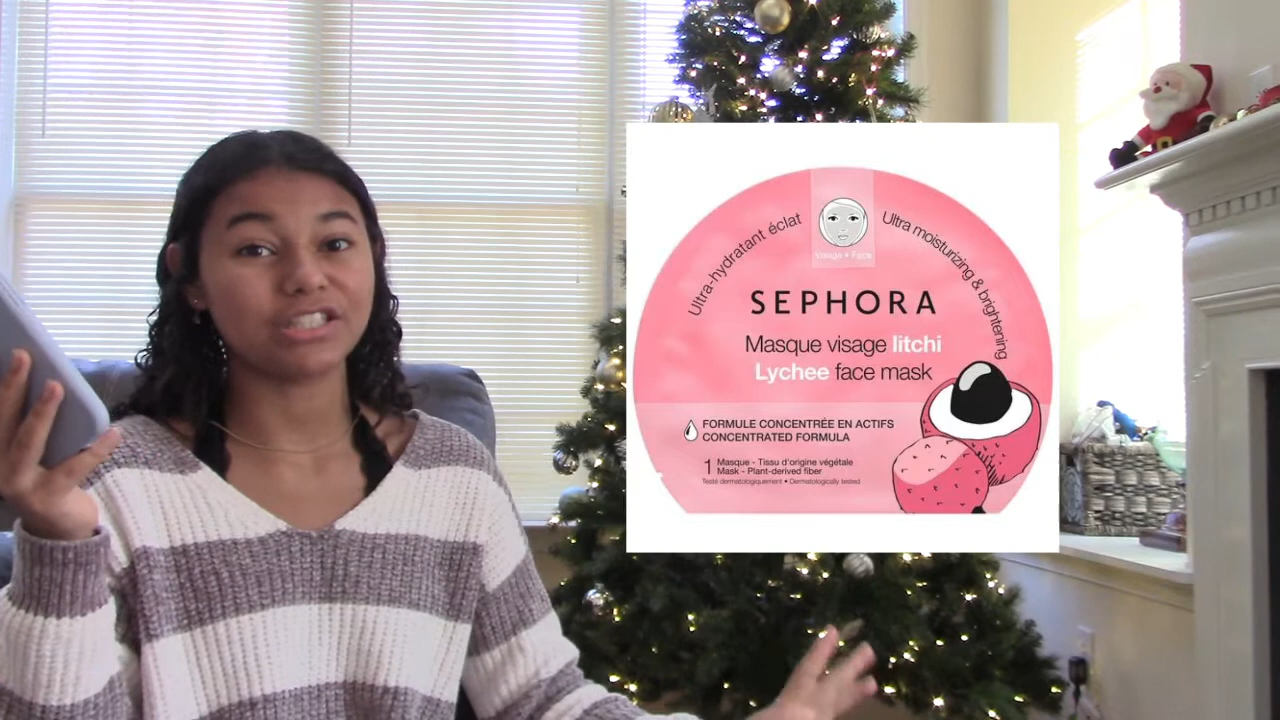 Ultra-hydratant éclat
Ultra moisturizing & brightening
Visage • Face
SEPHORA
Masque visage litchi
Lychee face mask
FORMULE CONCENTRÉE EN ACTIFS
CONCENTRATED FORMULA
1 Masque - Tissu d'origine végétale
Mask - Plant-derived fiber
Testé dermatologiquement • Dermatologically tested